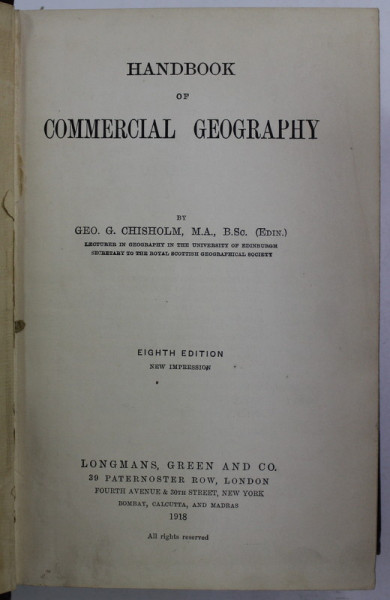 HANDBOOK
OF
COMMERCIAL GEOGRAPHY
BY
GEO. G. CHISHOLM, M.A., B.Sc. (EDIN.)
LECTURER IN GEOGRAPHY IN THE UNIVERSITY OF EDINBURGH
SECRETARY TO THE ROYAL SCOTTISH GEOGRAPHICAL SOCIETY
EIGHTH EDITION
NEW IMPRESSION
LONGMANS, GREEN AND CO.
39 PATERNOSTER ROW, LONDON
FOURTH AVENUE & 30TH STREET, NEW YORK
BOMBAY, CALCUTTA, AND MADRAS
1918
All rights reserved